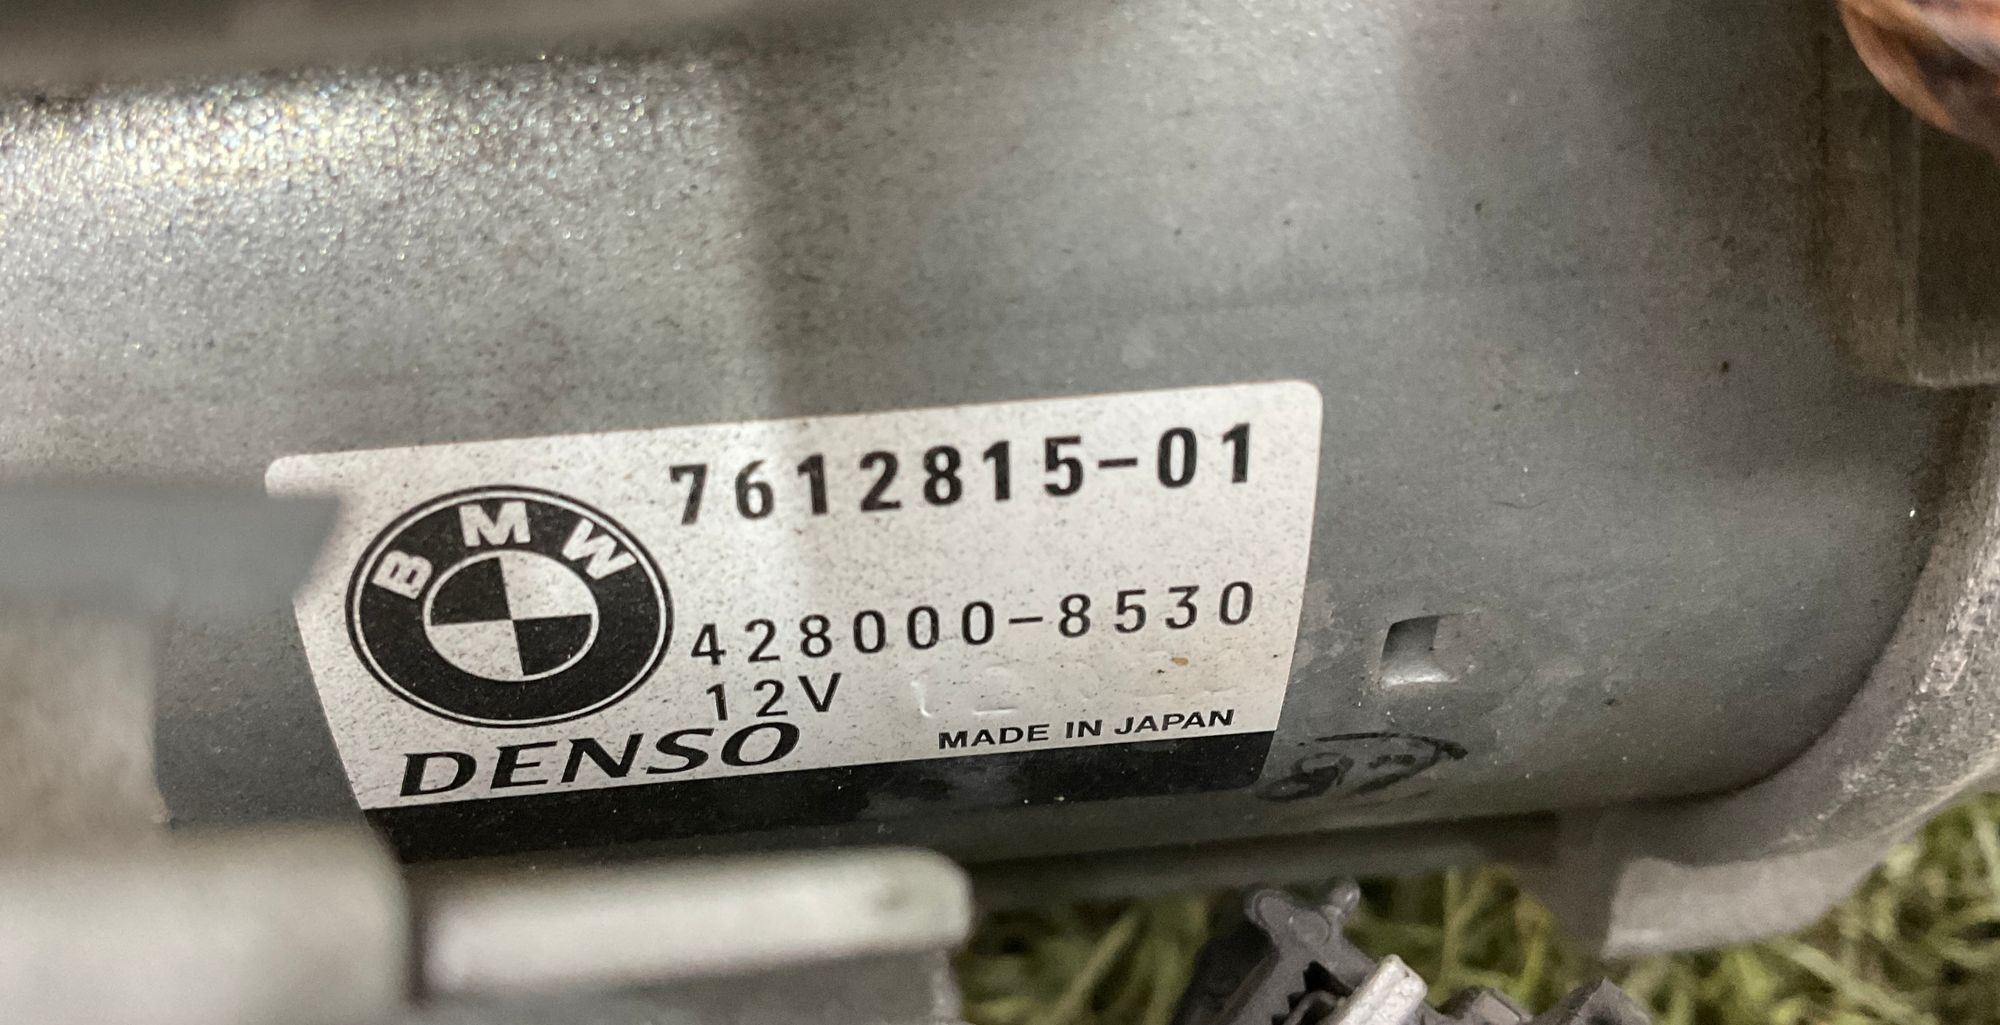 7612815-01
BMW
428000-8530
12V
DENSO
MADE IN JAPAN